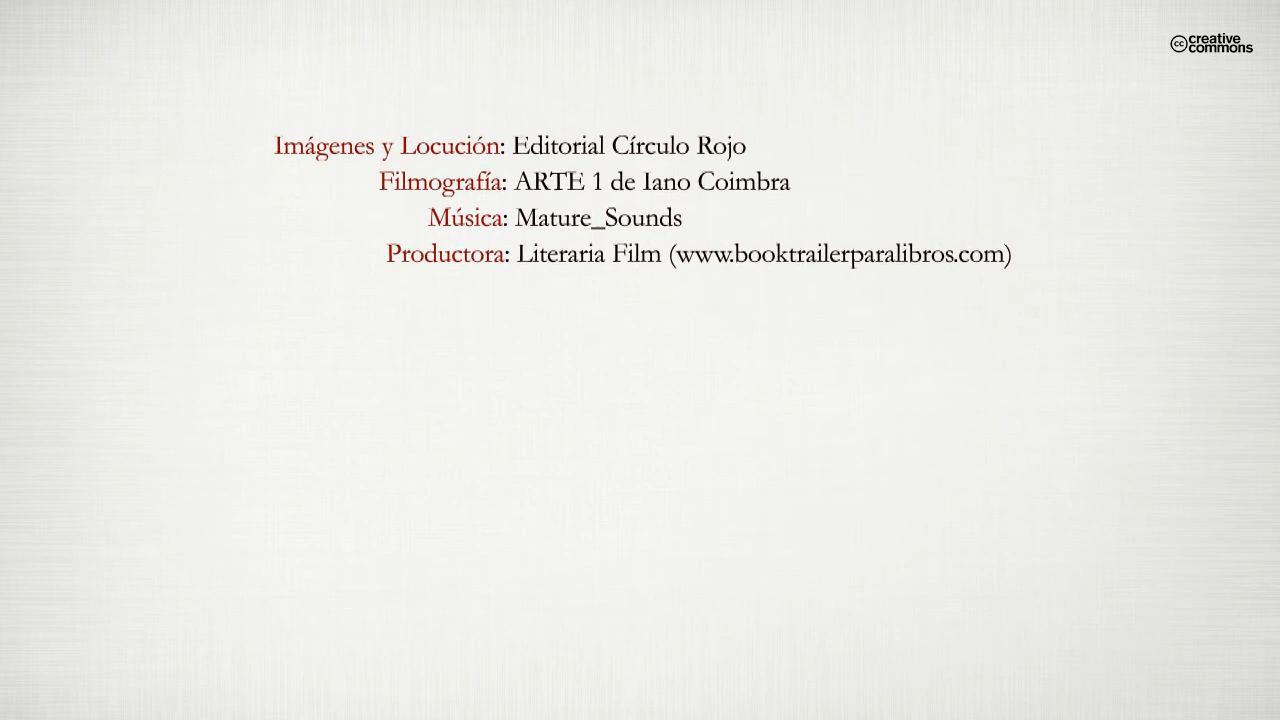 creative
commons
Imágenes y Locución: Editorial Círculo Rojo
Filmografía: ARTE 1 de Iano Coimbra
Música: Mature_Sounds
Productora: Literaria Film (www.booktrailerparalibros.com)